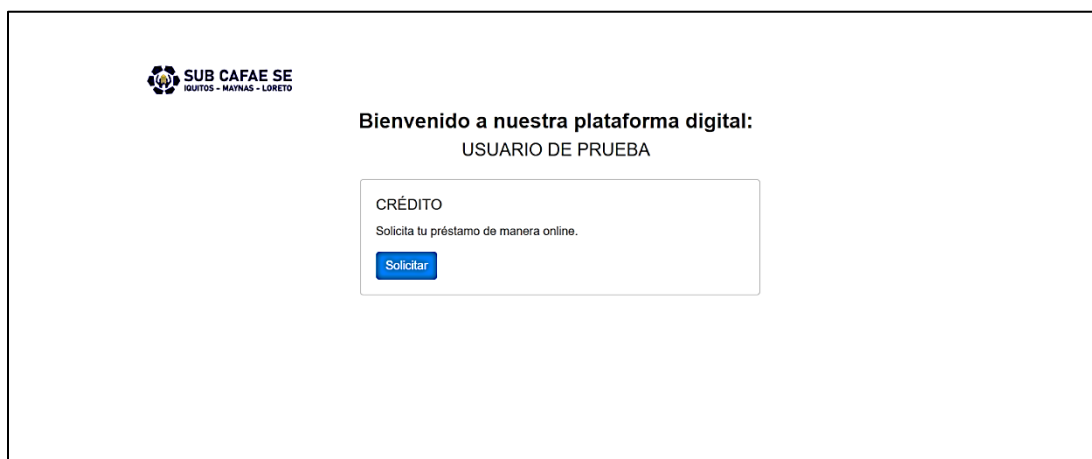 SUB CAFAE SE
IQUITOS - MAYNAS - LORETO
Bienvenido a nuestra plataforma digital:
USUARIO DE PRUEBA
CRÉDITO
Solicita tu préstamo de manera online.
Solicitar